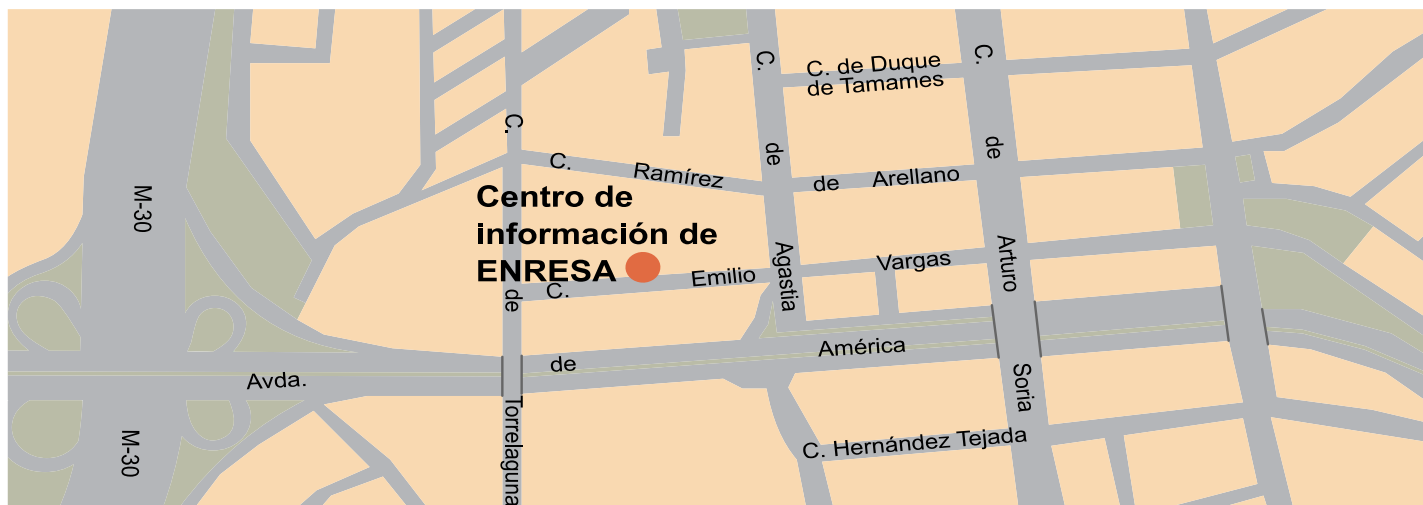 C. de Duque
de Tamames
C. Ramírez de Arellano
Centro de
información de
ENRESA
C. Emilio Vargas
Avda. de América
C. Hernández Tejada
M-30
M-30
C. de Torrelaguna
C. de Agastia
C. de Arturo Soria